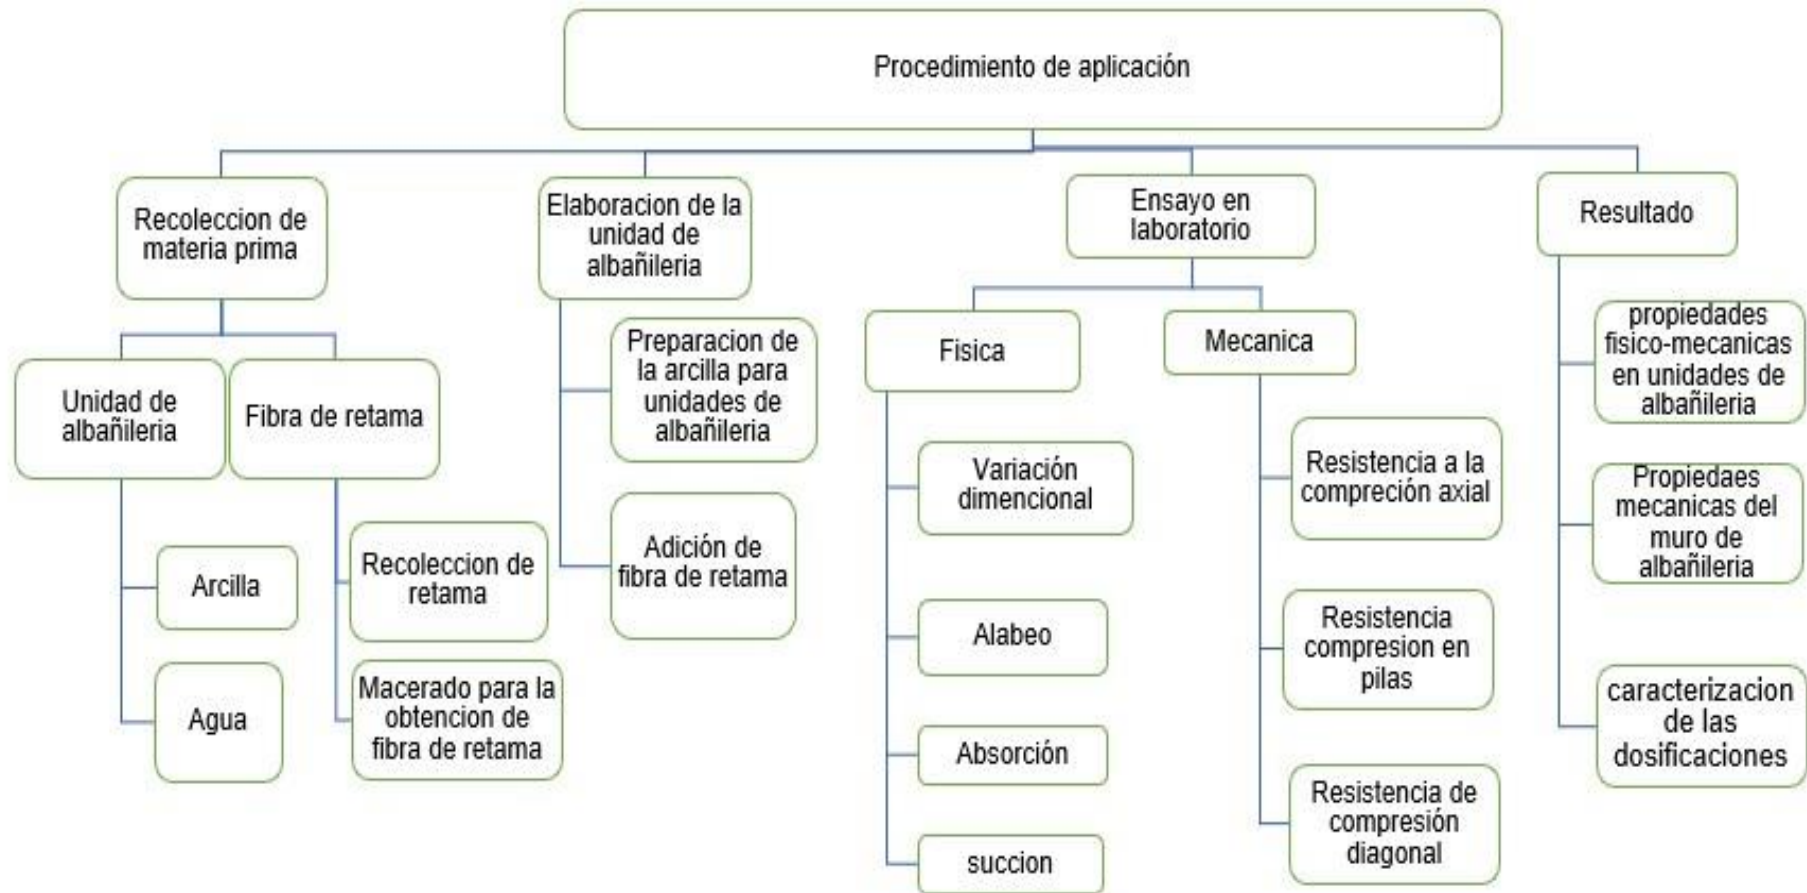 Procedimiento de aplicación
Recoleccion de
materia prima
Unidad de
albañileria
Arcilla
Agua
Fibra de retama
Recoleccion de
retama
Macerado para la
obtencion de
fibra de retama
Elaboracion de la
unidad de
albañileria
Preparacion de
la arcilla para
unidades de
albañileria
Adición de
fibra de retama
Ensayo en
laboratorio
Fisica
Variación
dimencional
Alabeo
Absorción
succion
Mecanica
Resistencia a la
compreción axial
Resistencia
compresion en
pilas
Resistencia de
compresión
diagonal
Resultado
propiedades
fisico-mecanicas
en unidades de
albañileria
Propiedaes
mecanicas del
muro de
albañileria
caracterizacion
de las
dosificaciones